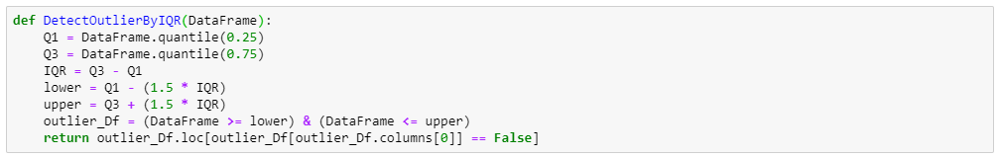 def DetectOutlierByIQR(DataFrame):
    Q1 = DataFrame.quantile(0.25)
    Q3 = DataFrame.quantile(0.75)
    IQR = Q3 - Q1
    lower = Q1 - (1.5 * IQR)
    upper = Q3 + (1.5 * IQR)
    outlier_Df = (DataFrame >= lower) & (DataFrame <= upper)
    return outlier_Df.loc[outlier_Df[outlier_Df.columns[0]] == False]